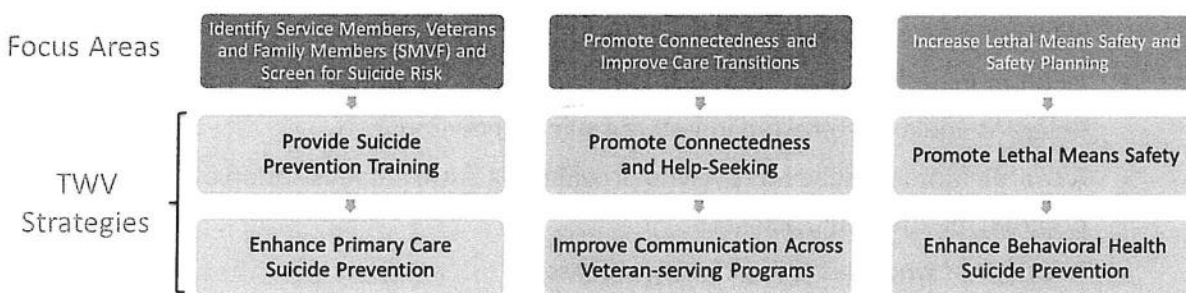 Focus Areas
Identify Service Members, Veterans
and Family Members (SMVF) and
Screen for Suicide Risk
Promote Connectedness and
Improve Care Transitions
Increase Lethal Means Safety and
Safety Planning
TWV
Strategies
Provide Suicide
Prevention Training
Promote Connectedness
and Help-Seeking
Promote Lethal Means Safety
Enhance Primary Care
Suicide Prevention
Improve Communication Across
Veteran-serving Programs
Enhance Behavioral Health
Suicide Prevention